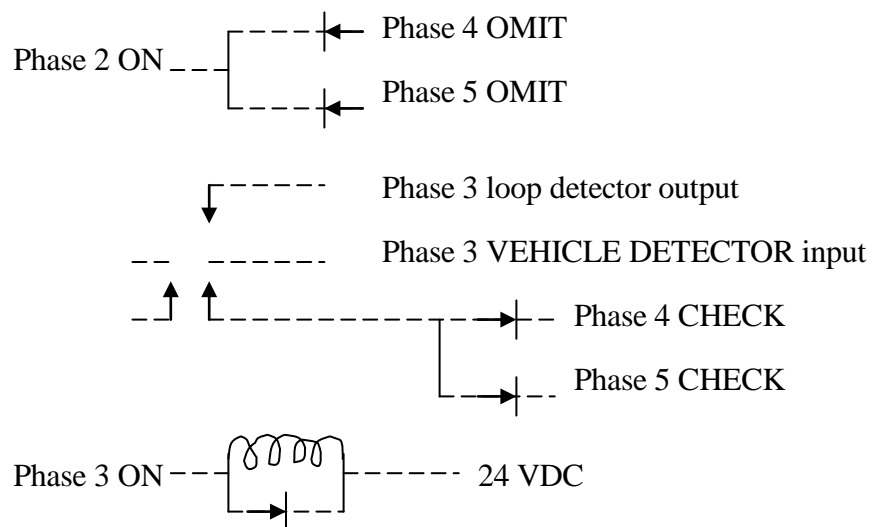 Phase 4 OMIT
Phase 2 ON
Phase 5 OMIT
Phase 3 loop detector output
Phase 3 VEHICLE DETECTOR input
Phase 4 CHECK
Phase 5 CHECK
Phase 3 ON
24 VDC